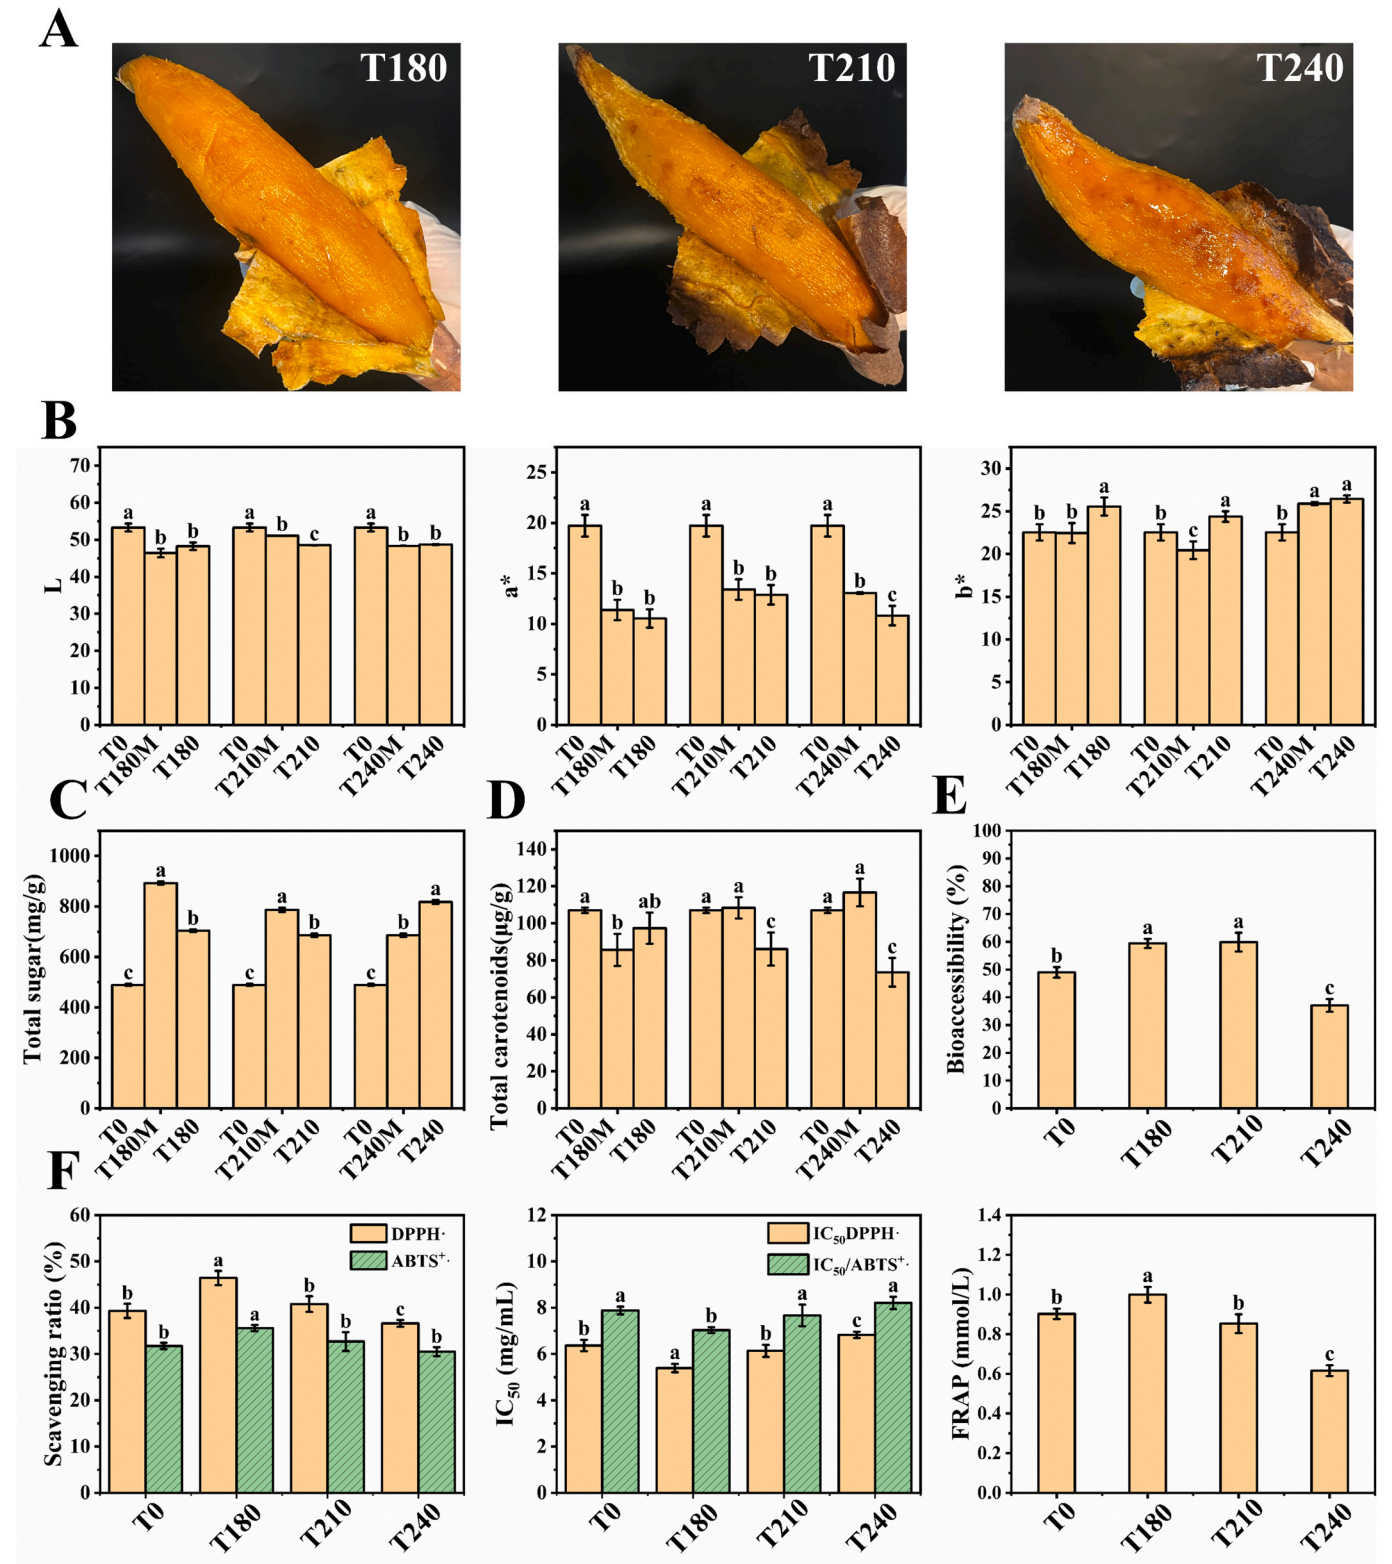 A
T180
T210
T240
B
L
70
60
50
40
30
20
10
0
a
b
b
a
b
c
a
b
b
T0
T180M
T180
T0
T210M
T210
T0
T240M
T240
a*
25
20
15
10
5
0
a
b
b
a
b
b
a
b
c
T0
T180M
T180
T0
T210M
T210
T0
T240M
T240
b*
30
25
20
15
10
5
0
b
b
a
b
c
a
b
a
a
T0
T180M
T180
T0
T210M
T210
T0
T240M
T240
C
Total sugar(mg/g)
1000
800
600
400
200
0
c
a
b
c
a
b
c
b
a
T0
T180M
T180
T0
T210M
T210
T0
T240M
T240
D
Total carotenoids(μg/g)
140
120
100
80
60
40
20
0
a
b
ab
a
a
c
a
a
c
T0
T180M
T180
T0
T210M
T210
T0
T240M
T240
E
Bioaccessibility (%)
100
90
80
70
60
50
40
30
20
10
0
b
a
a
c
T0
T180
T210
T240
F
Scavenging ratio (%)
60
50
40
30
20
10
0
DPPH·
ABTS⁺·
b
b
a
a
b
b
c
b
T0
T180
T210
T240
IC₅₀ (mg/mL)
12
10
8
6
4
2
0
IC₅₀DPPH·
IC₅₀/ABTS⁺·
b
a
a
b
b
a
c
a
T0
T180
T210
T240
FRAP (mmol/L)
1.4
1.2
1.0
0.8
0.6
0.4
0.2
0.0
b
a
b
c
T0
T180
T210
T240